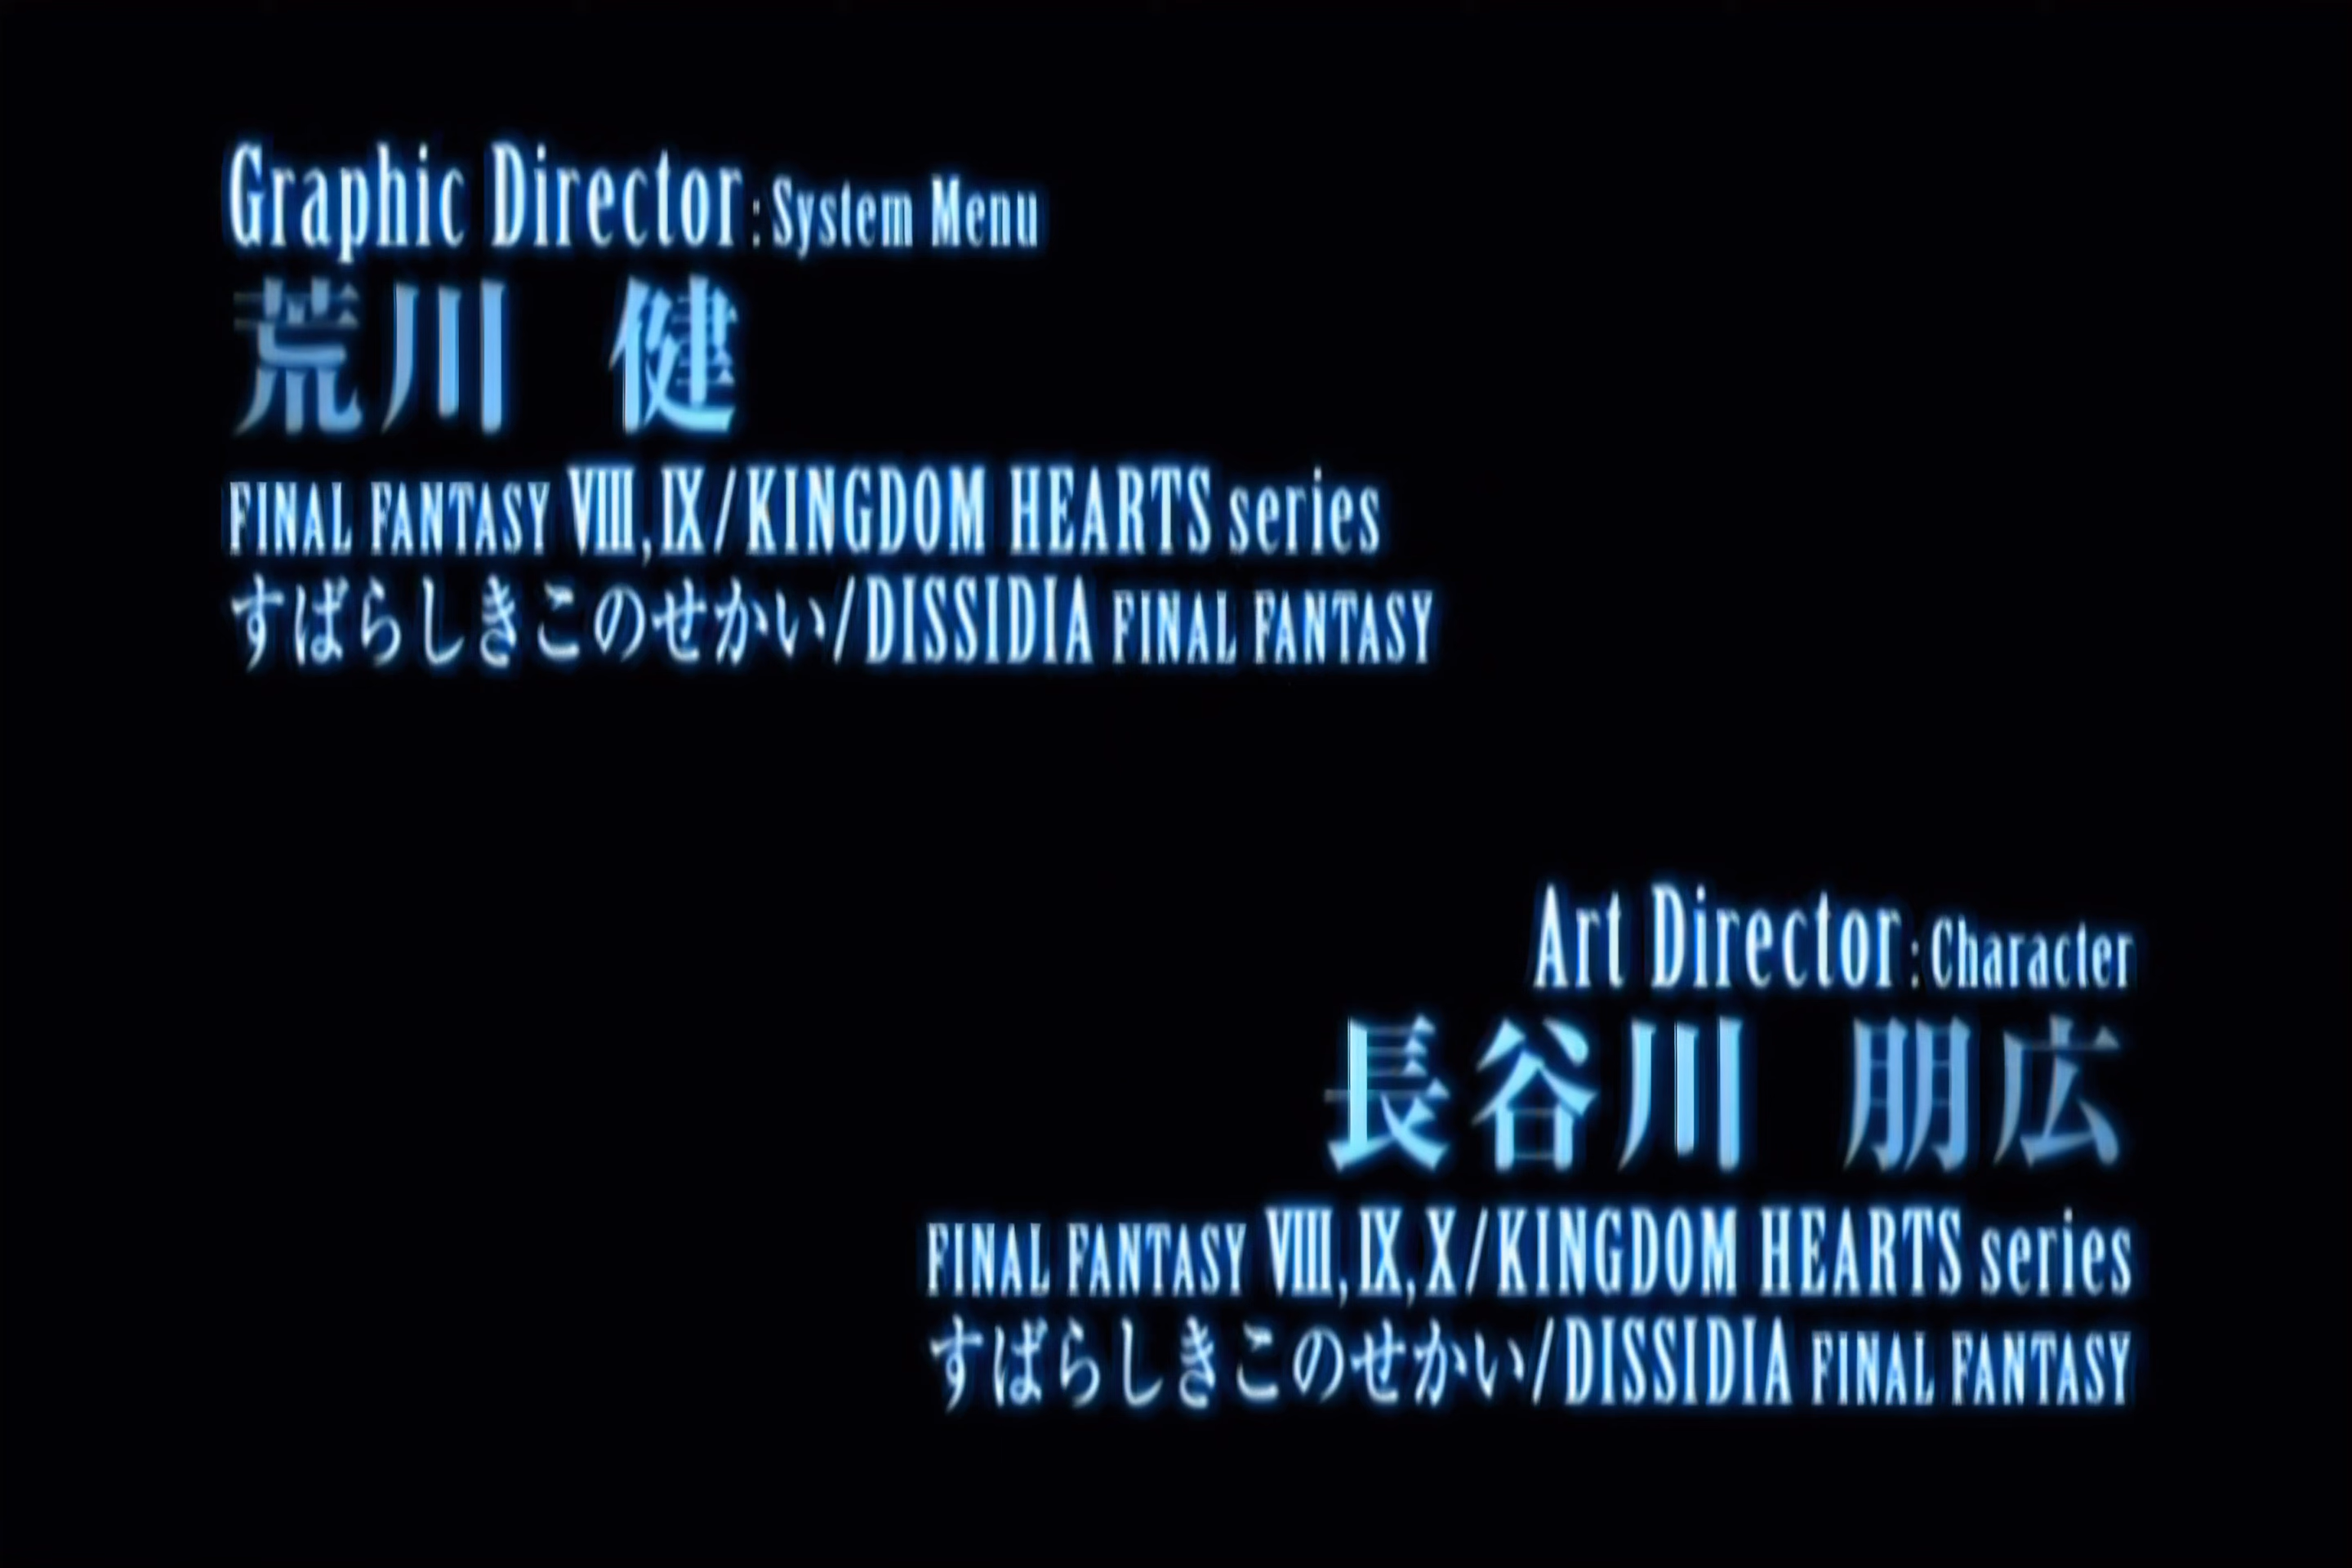 Graphic Director : System Menu
荒川 健
FINAL FANTASY Ⅷ, Ⅸ/KINGDOM HEARTS series
すばらしきこのせかい/DISSIDIA FINAL FANTASY
Art Director : Character
長谷川 朋広
FINAL FANTASY Ⅷ, Ⅸ, Ⅹ/KINGDOM HEARTS series
すばらしきこのせかい/DISSIDIA FINAL FANTASY